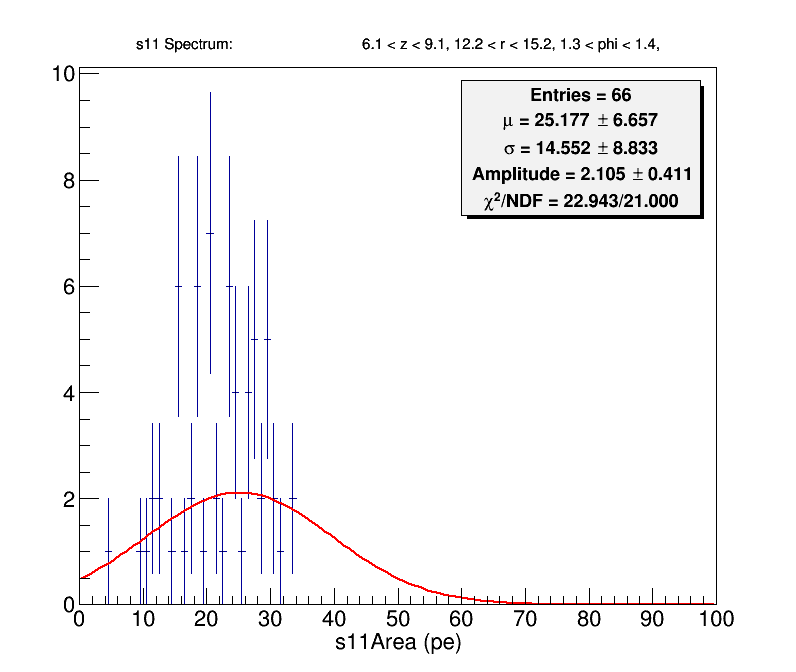 s11 Spectrum: 6.1 < z < 9.1, 12.2 < r < 15.2, 1.3 < phi < 1.4,
Entries = 66
μ = 25.177 ± 6.657
σ = 14.552 ± 8.833
Amplitude = 2.105 ± 0.411
χ²/NDF = 22.943/21.000
10
8
6
4
2
0
0 10 20 30 40 50 60 70 80 90 100
s11Area (pe)